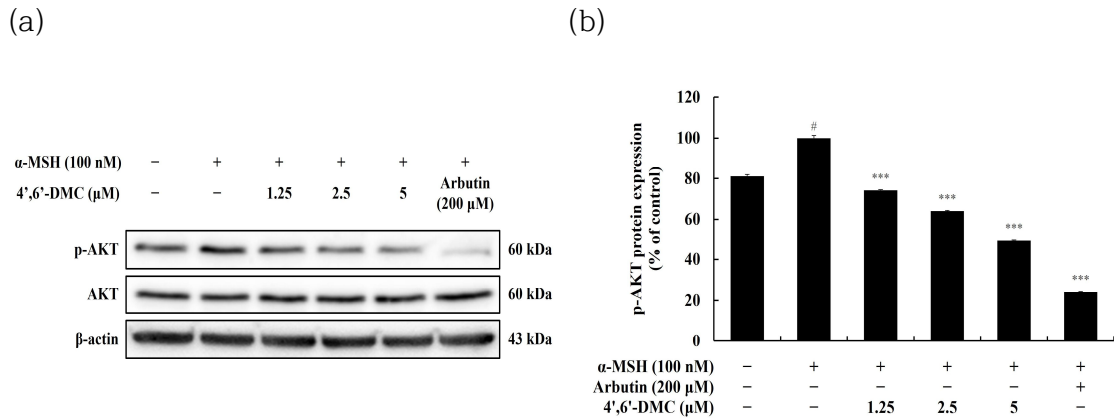 (a)
α-MSH (100 nM) – + + + + +
4',6'-DMC (μM) – – 1.25 2.5 5 Arbutin
(200 μM)
p-AKT 60 kDa
AKT 60 kDa
β-actin 43 kDa
(b)
p-AKT protein expression
(% of control)
120
100
80
60
40
20
0
#
***
***
***
***
α-MSH (100 nM) – + + + + +
Arbutin (200 μM) – – – – – +
4',6'-DMC (μM) – – 1.25 2.5 5 –